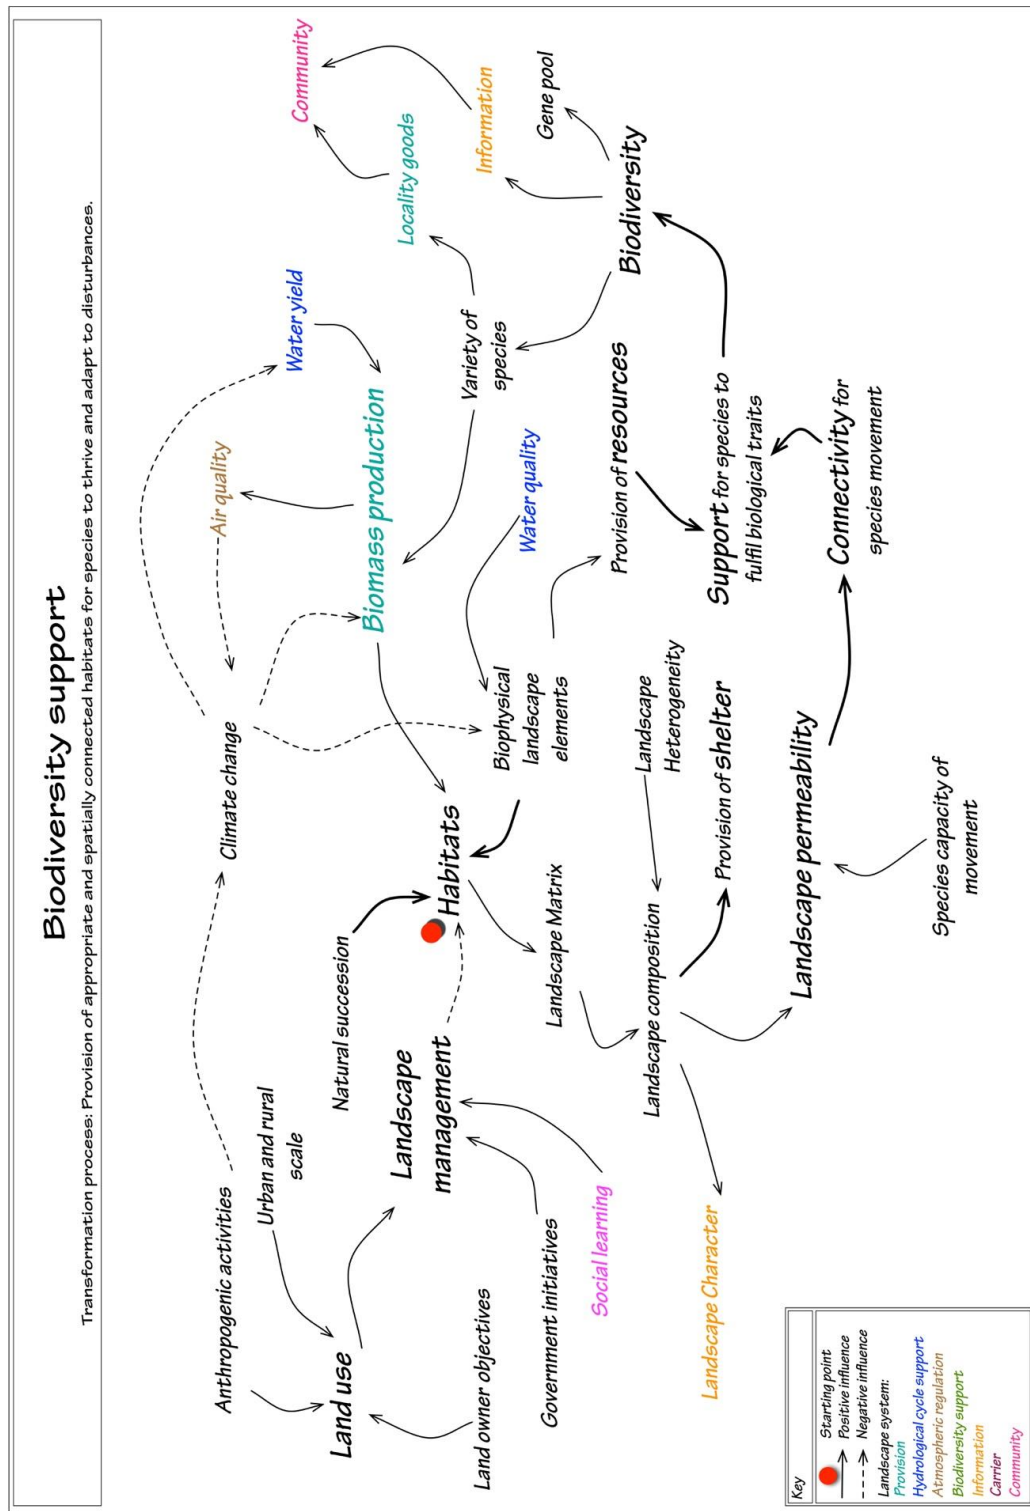 Biodiversity support
Transformation process: Provision of appropriate and spatially connected habitats for species to thrive and adapt to disturbances.
Anthropogenic activities
Climate change
Air quality
Water yield
Community
Urban and rural
scale
Land use
Natural succession
Biomass production
Locality goods
Landscape
management
Habitats
Variety of
species
Information
Land owner objectives
Biophysical
landscape
elements
Water quality
Gene pool
Government initiatives
Landscape Matrix
Social learning
Provision of resources
Biodiversity
Landscape composition
Landscape
Heterogeneity
Landscape Character
Provision of shelter
Support for species to
fulfil biological traits
Landscape permeability
Connectivity for
species movement
Species capacity of
movement
Key
Starting point
Positive influence
Negative influence
Landscape system:
Provision
Hydrological cycle support
Atmospheric regulation
Biodiversity support
Information
Carrier
Community